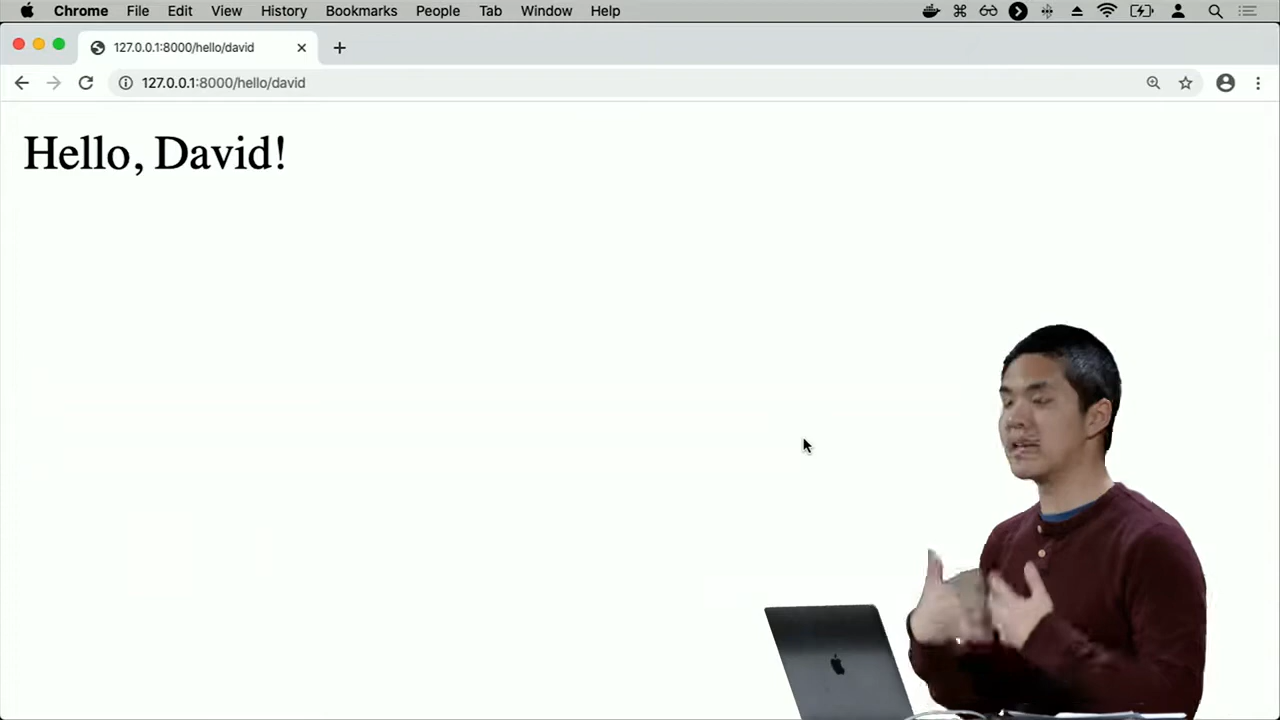 Chrome File Edit View History Bookmarks People Tab Window Help
127.0.0.1:8000/hello/david
127.0.0.1:8000/hello/david
Hello, David!